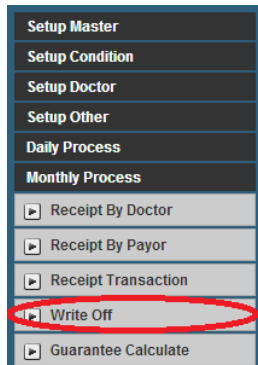 Setup Master
Setup Condition
Setup Doctor
Setup Other
Daily Process
Monthly Process
Receipt By Doctor
Receipt By Payor
Receipt Transaction
Write Off
Guarantee Calculate